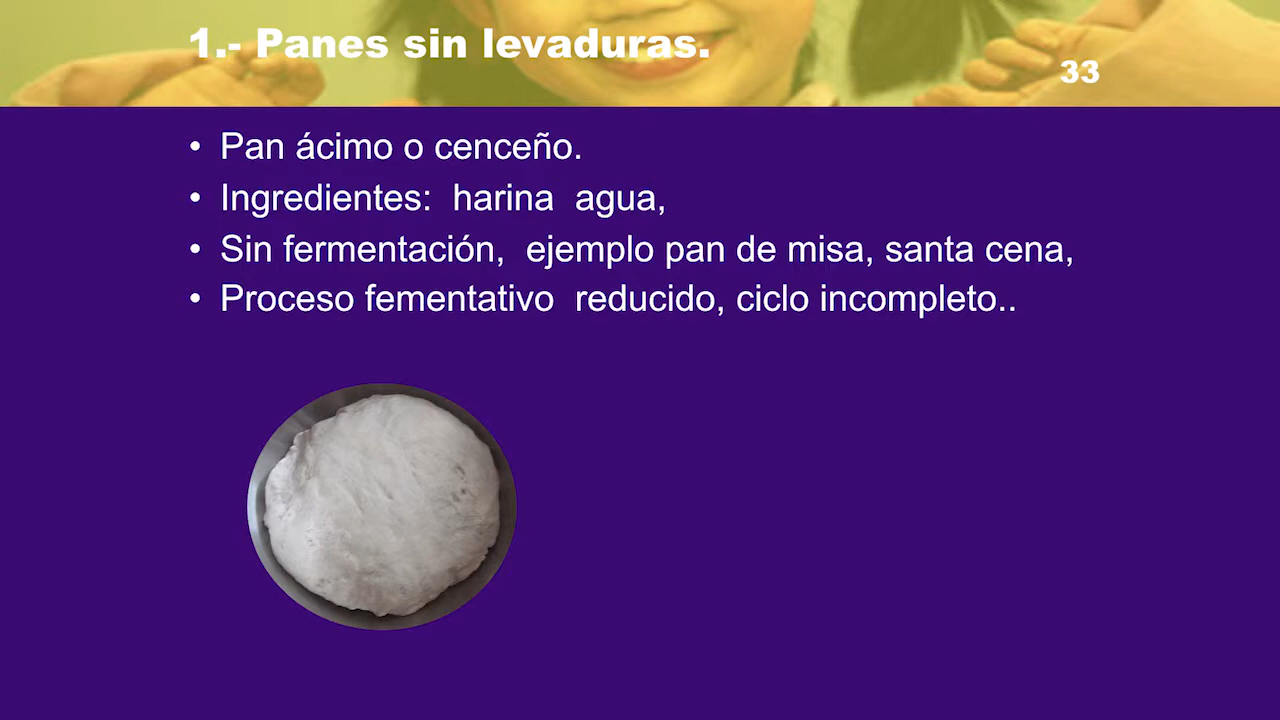 1.- Panes sin levaduras.
33
• Pan ácimo o cenceño.
• Ingredientes:  harina  agua,
• Sin fermentación,  ejemplo pan de misa, santa cena,
• Proceso fementativo  reducido, ciclo incompleto..